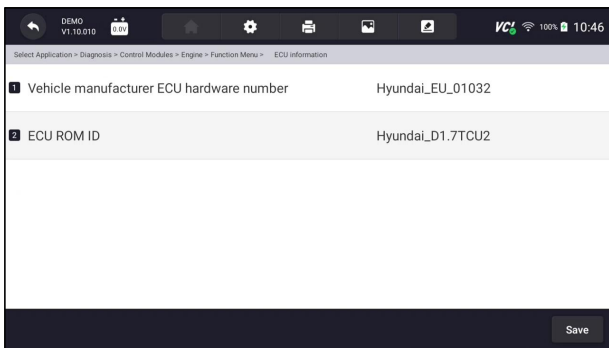 DEMO
V1.10.010
0.0V
VCI
100%
10:46
Select Application > Diagnosis > Control Modules > Engine > Function Menu > ECU information
1 Vehicle manufacturer ECU hardware number Hyundai_EU_01032
2 ECU ROM ID Hyundai_D1.7TCU2
Save